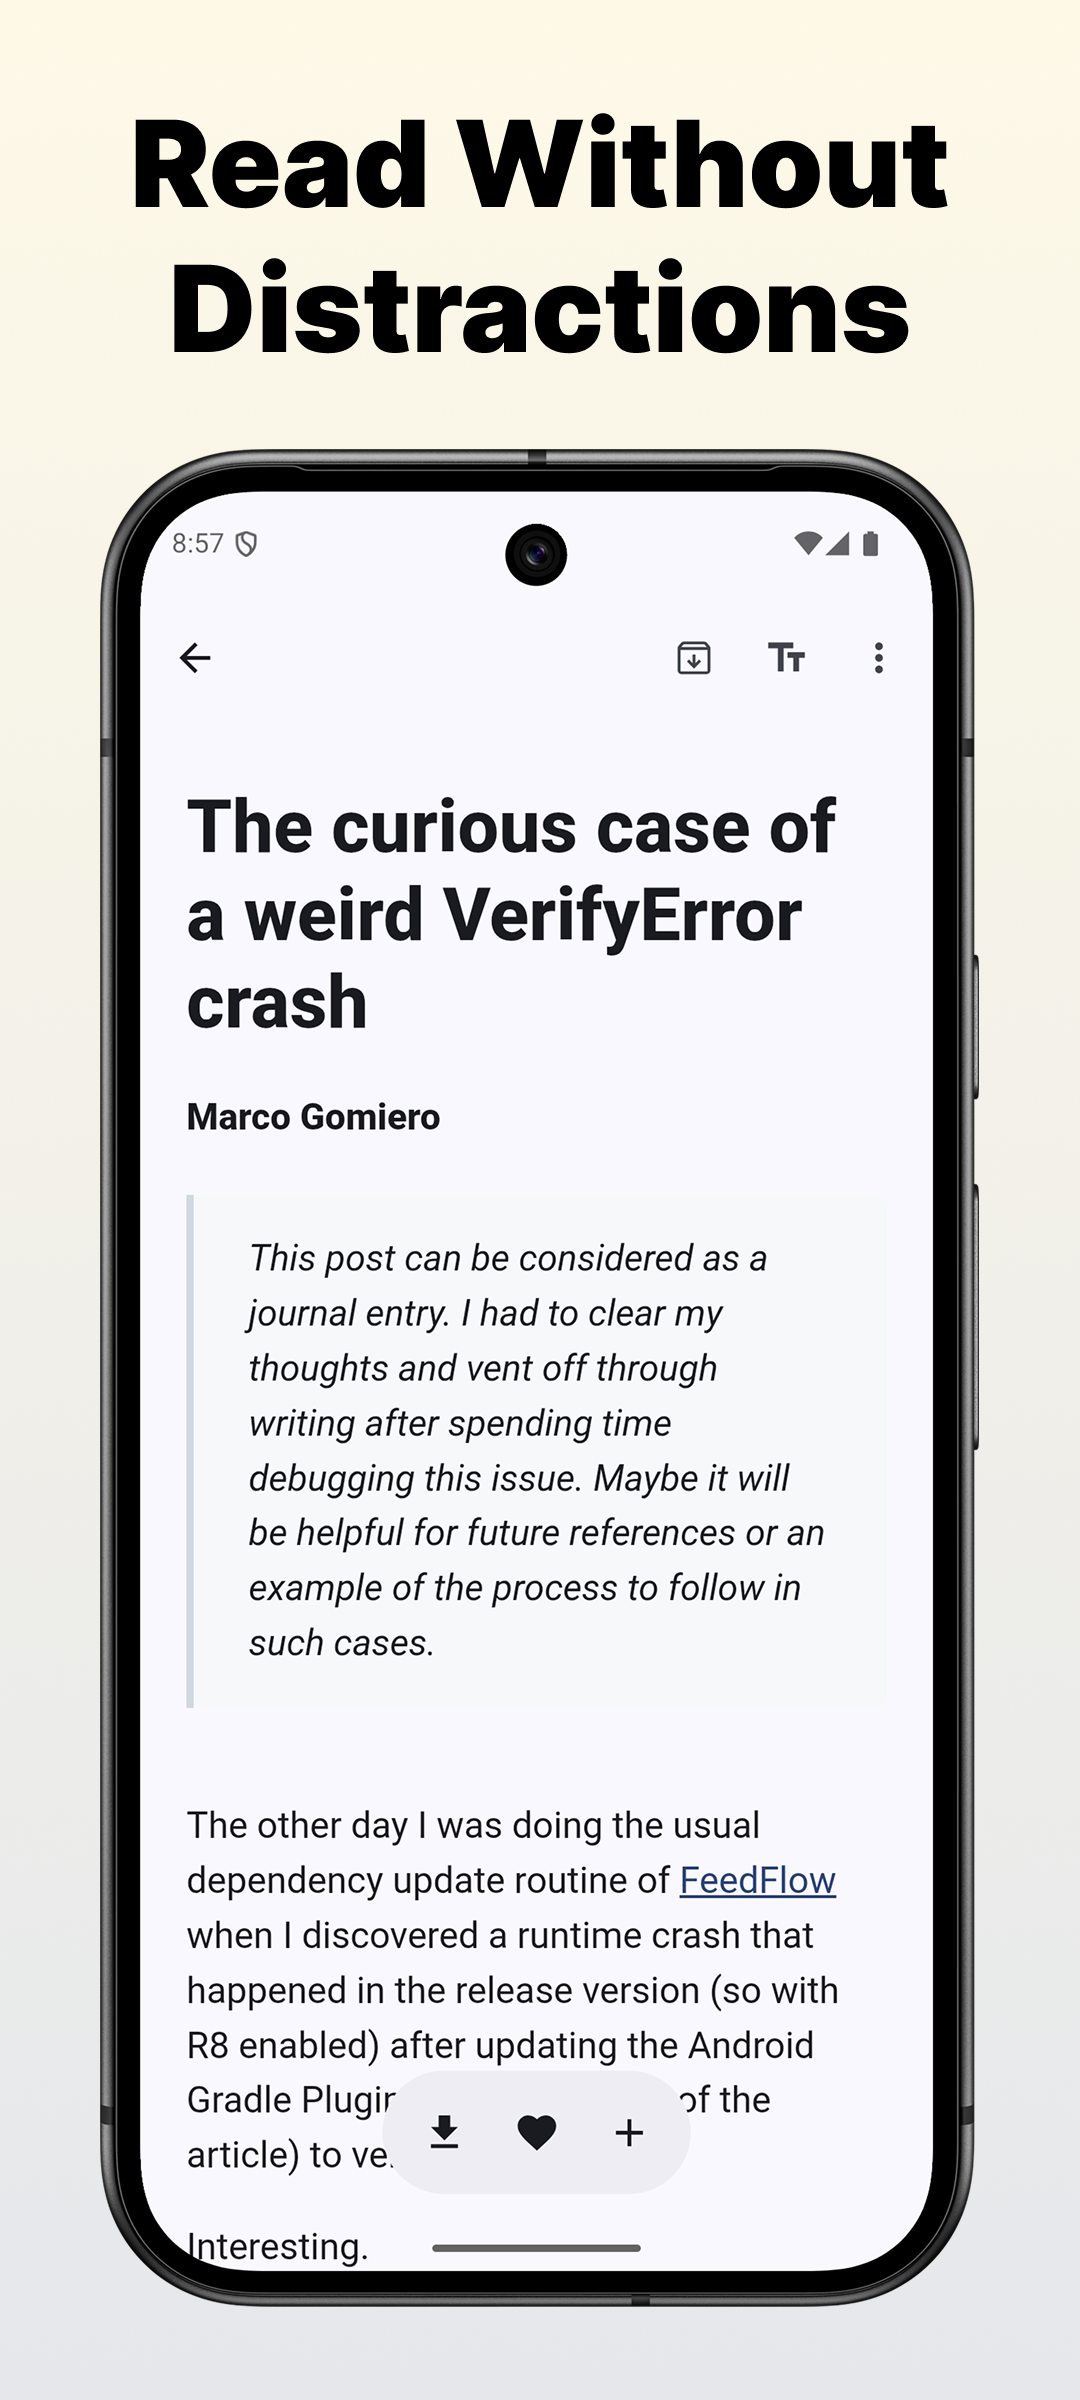 Read Without
Distractions
8:57
The curious case of
a weird VerifyError
crash
Marco Gomiero
This post can be considered as a
journal entry. I had to clear my
thoughts and vent off through
writing after spending time
debugging this issue. Maybe it will
be helpful for future references or an
example of the process to follow in
such cases.
The other day I was doing the usual
dependency update routine of FeedFlow
when I discovered a runtime crash that
happened in the release version (so with
R8 enabled) after updating the Android
Gradle of the
article) to
Interesting.